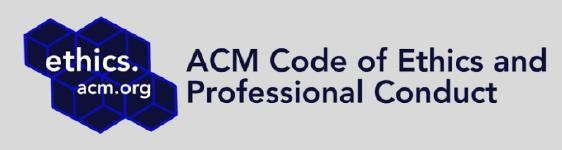 ethics.
acm.org
ACM Code of Ethics and
Professional Conduct